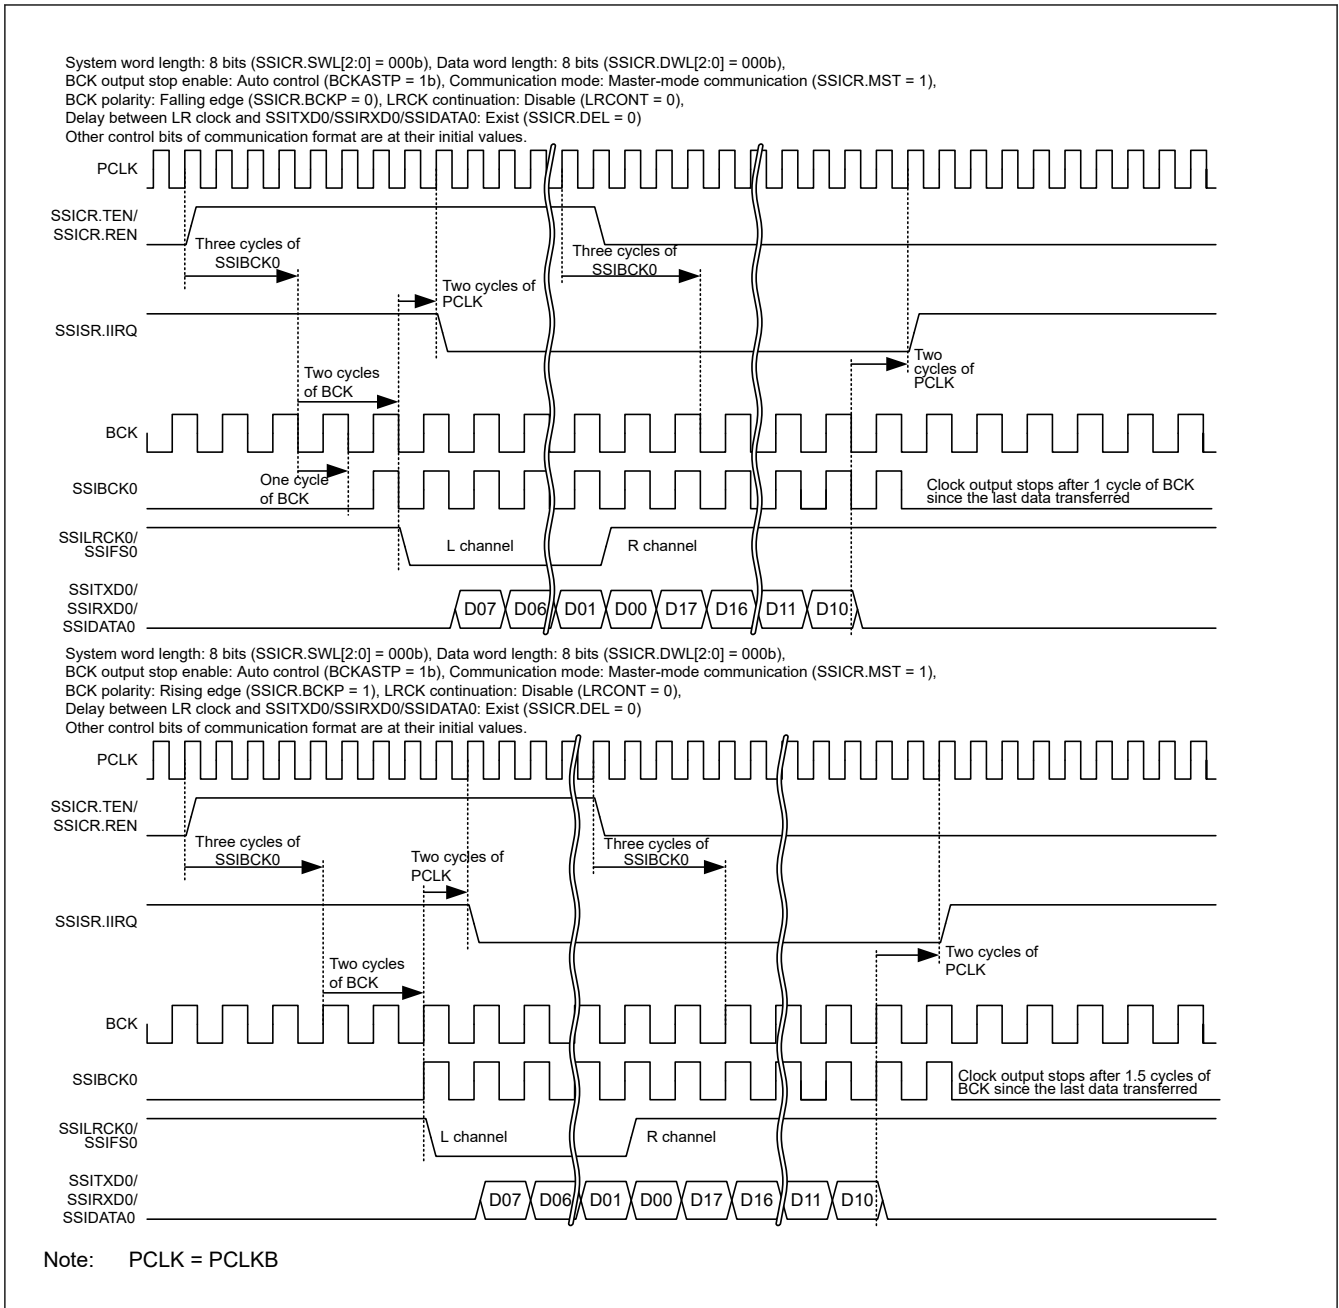 System word length: 8 bits (SSICR.SWL[2:0] = 000b), Data word length: 8 bits (SSICR.DWL[2:0] = 000b),
BCK output stop enable: Auto control (BCKASTP = 1b), Communication mode: Master-mode communication (SSICR.MST = 1),
BCK polarity: Falling edge (SSICR.BCKP = 0), LRCK continuation: Disable (LRCONT = 0),
Delay between LR clock and SSITXD0/SSIRXD0/SSIDATA0: Exist (SSICR.DEL = 0)
Other control bits of communication format are at their initial values.
PCLK
SSICR.TEN/
SSICR.REN
Three cycles of
SSIBCK0
Three cycles of
SSIBCK0
Two cycles of
PCLK
SSISR.IIRQ
Two
cycles of
PCLK
Two cycles
of BCK
BCK
One cycle
of BCK
SSIBCK0
Clock output stops after 1 cycle of BCK
since the last data transferred
SSILRCK0/
SSIFS0
L channel
R channel
SSITXD0/
SSIRXD0/
SSIDATA0
D07 D06 D01 D00 D17 D16 D11 D10
System word length: 8 bits (SSICR.SWL[2:0] = 000b), Data word length: 8 bits (SSICR.DWL[2:0] = 000b),
BCK output stop enable: Auto control (BCKASTP = 1b), Communication mode: Master-mode communication (SSICR.MST = 1),
BCK polarity: Rising edge (SSICR.BCKP = 1), LRCK continuation: Disable (LRCONT = 0),
Delay between LR clock and SSITXD0/SSIRXD0/SSIDATA0: Exist (SSICR.DEL = 0)
Other control bits of communication format are at their initial values.
PCLK
SSICR.TEN/
SSICR.REN
Three cycles of
SSIBCK0
Two cycles of
PCLK
Three cycles of
SSIBCK0
SSISR.IIRQ
Two cycles of
PCLK
Two cycles
of BCK
BCK
SSIBCK0
Clock output stops after 1.5 cycles of
BCK since the last data transferred
SSILRCK0/
SSIFS0
L channel
R channel
SSITXD0/
SSIRXD0/
SSIDATA0
D07 D06 D01 D00 D17 D16 D11 D10
Note: PCLK = PCLKB